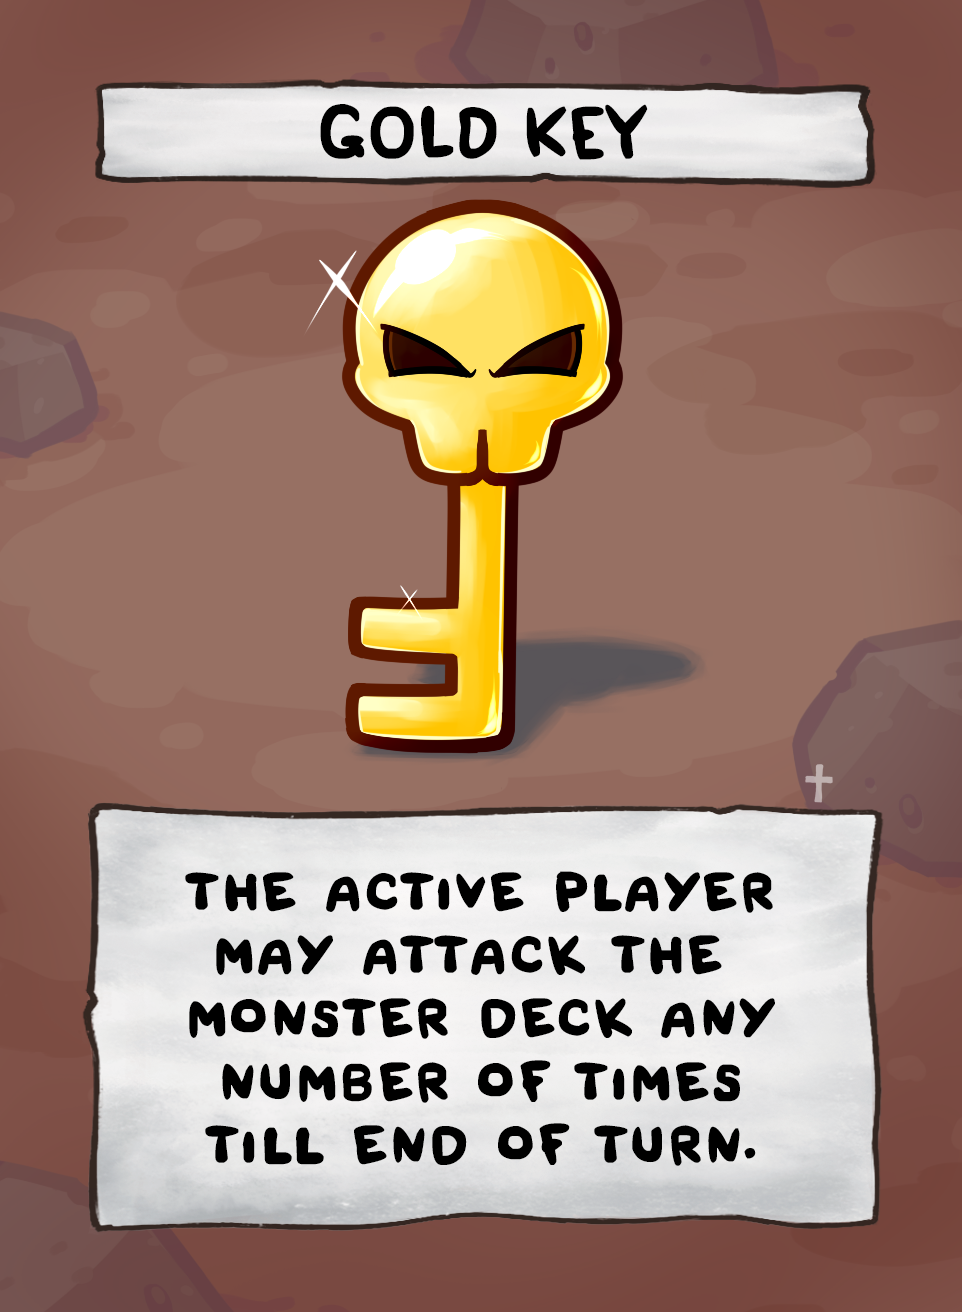 GOLD KEY
THE ACTIVE PLAYER
MAY ATTACK THE
MONSTER DECK ANY
NUMBER OF TIMES
TILL END OF TURN.